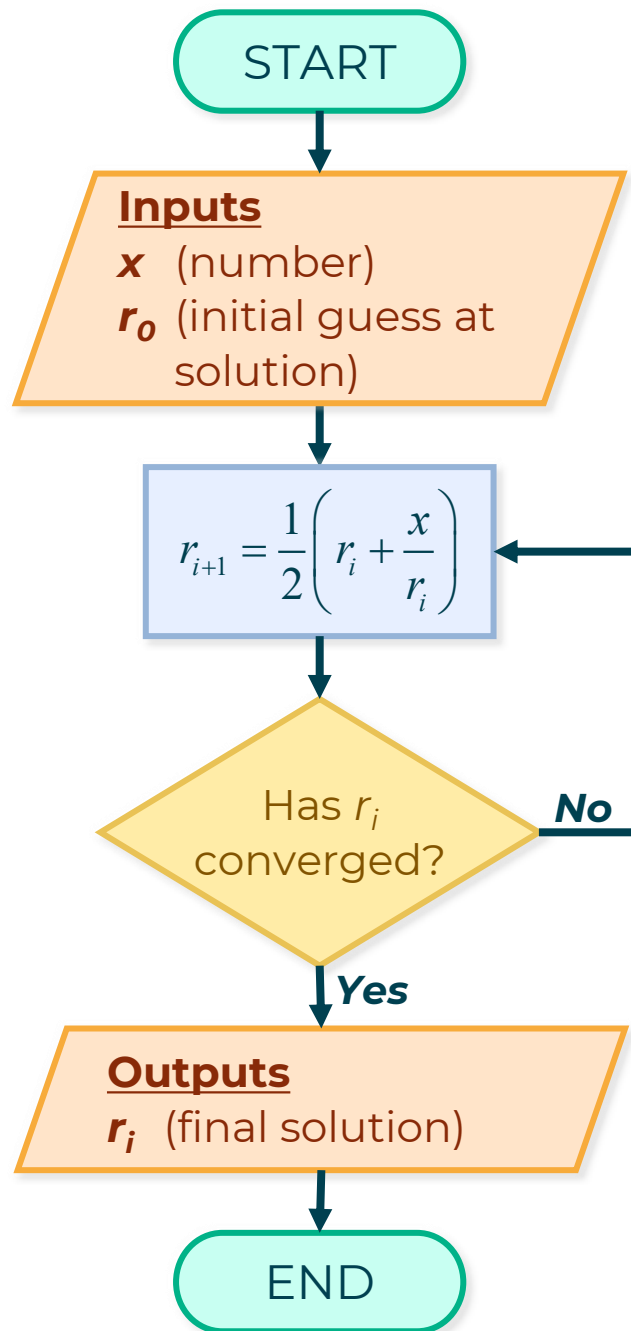 START
Inputs
x (number)
r₀ (initial guess at
solution)
rᵢ₊₁ = 1/2 ( rᵢ + x/rᵢ )
Has rᵢ
converged?
No
Yes
Outputs
rᵢ (final solution)
END